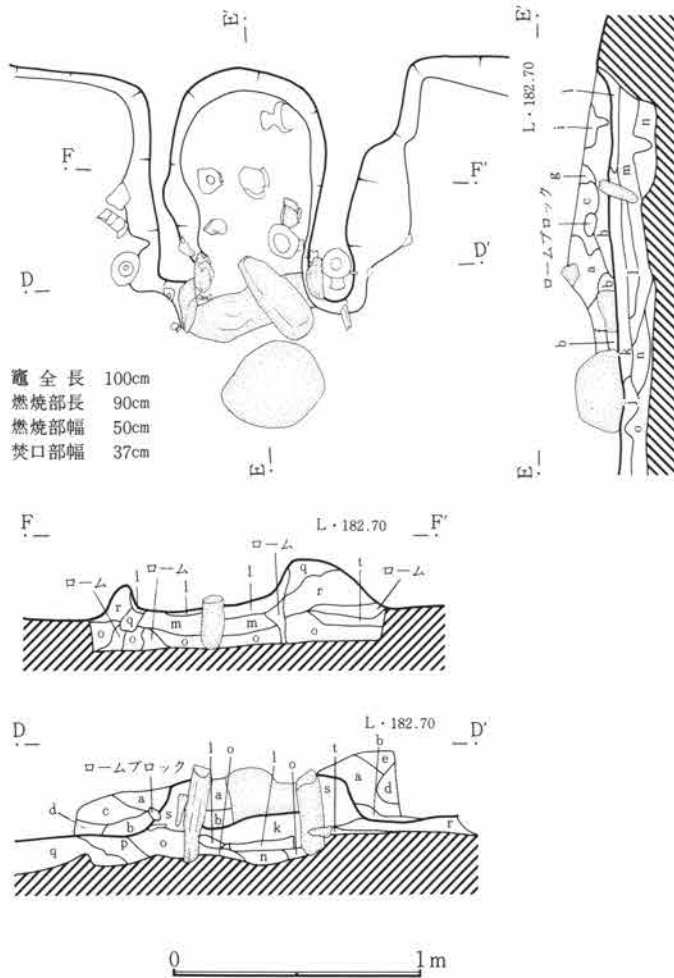 E E'
F F'
D D'
竈全長 100cm
燃焼部長 90cm
燃焼部幅 50cm
焚口部幅 37cm
E
E'
L・182.70
j
i
n
g
m
c
ロームブロック
h
a
l
b
b
k
n
j
o
E
F L・182.70 F'
ローム
ローム l l ローム q t ローム
r q m m r
o o o o
D L・182.70 D'
ロームブロック l o l o t b
e
a a s a d
d c s b k
b r
q p o n
0 1m